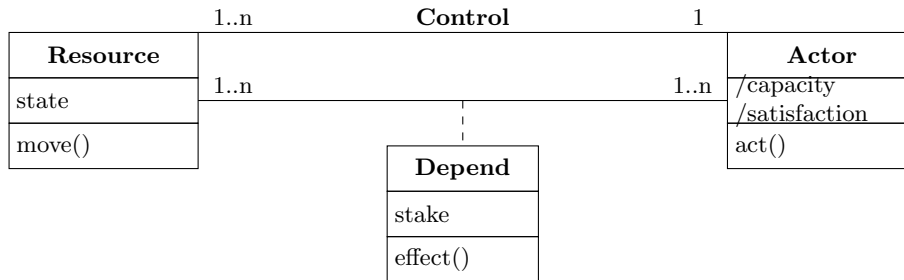 1..n Control 1
Resource
Actor
state
1..n
1..n
/capacity
/satisfaction
move()
act()
Depend
stake
effect()